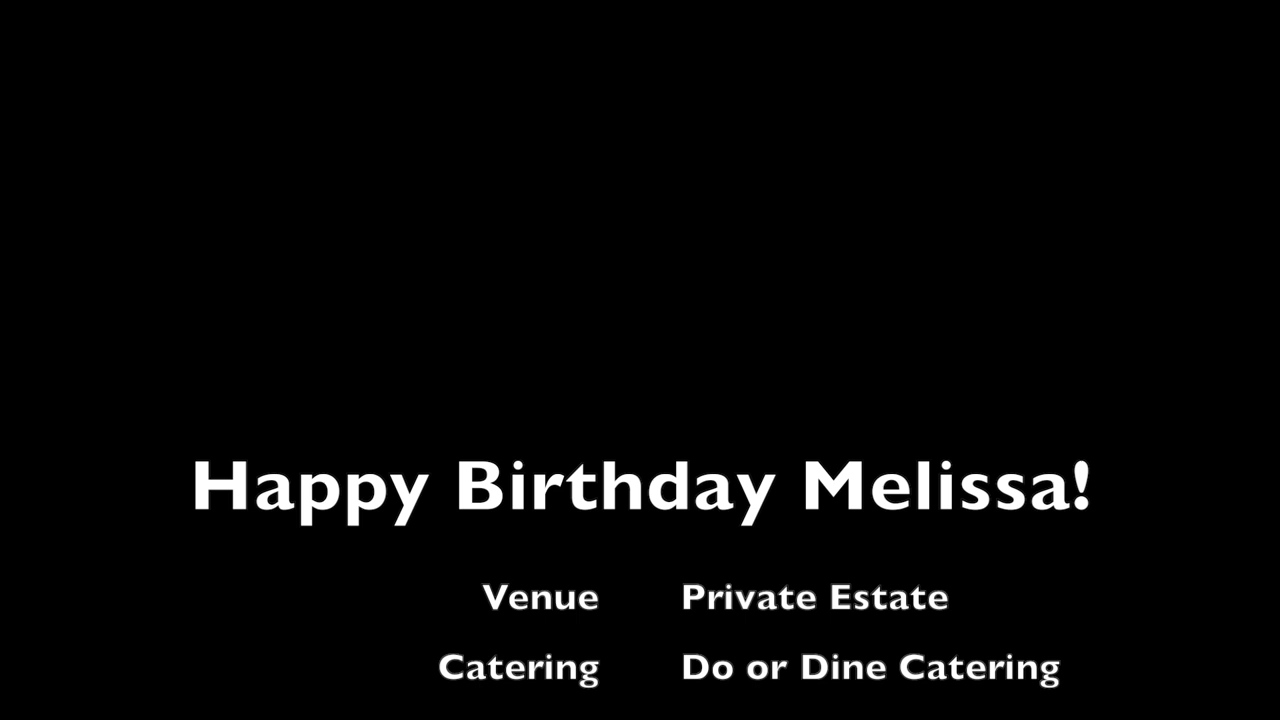 Happy Birthday Melissa!
Venue Private Estate
Catering Do or Dine Catering